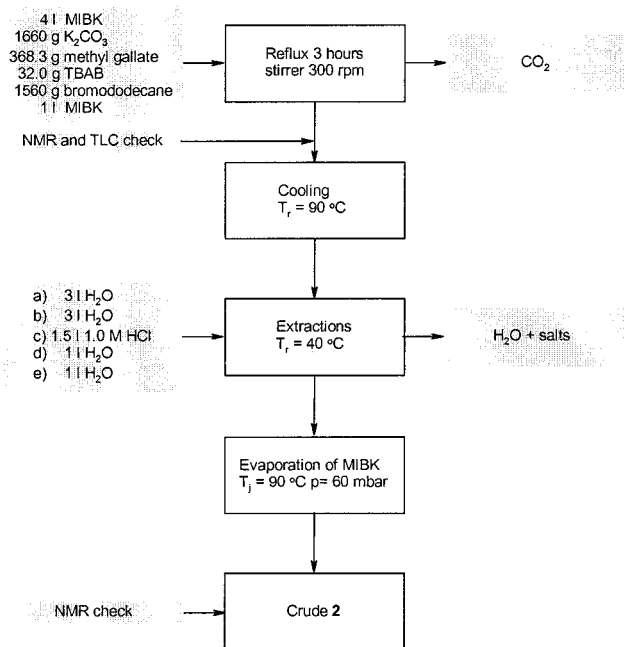 4 l MIBK
1660 g K₂CO₃
368.3 g methyl gallate
32.0 g TBAB
1560 g bromododecane
1 l MIBK
Reflux 3 hours
stirrer 300 rpm
CO₂
NMR and TLC check
Cooling
Tᵣ = 90 ºC
a) 3 l H₂O
b) 3 l H₂O
c) 1.5 l 1.0 M HCl
d) 1 l H₂O
e) 1 l H₂O
Extractions
Tᵣ = 40 ºC
H₂O + salts
Evaporation of MIBK
Tⱼ = 90 ºC p= 60 mbar
NMR check
Crude 2